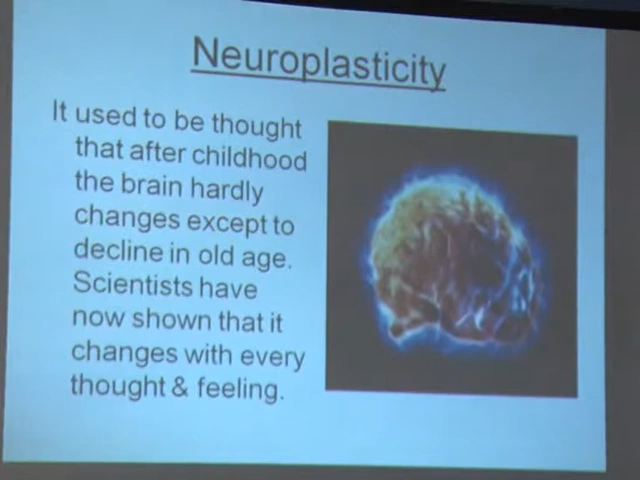 Neuroplasticity
It used to be thought
that after childhood
the brain hardly
changes except to
decline in old age.
Scientists have
now shown that it
changes with every
thought & feeling.